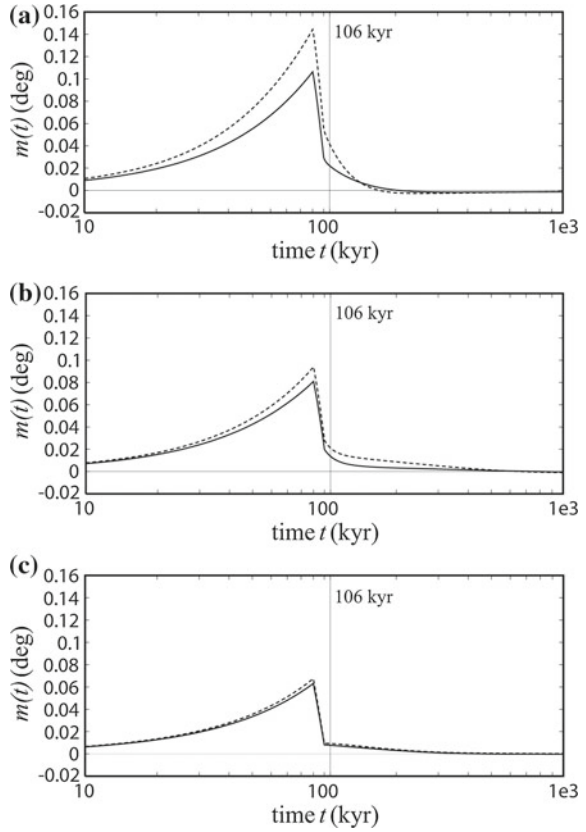 (a)
0.16
0.14
0.12
0.1
0.08
0.06
0.04
0.02
0
-0.02
m(t) (deg)
106 kyr
10 100 1e3
time t (kyr)
(b)
0.16
0.14
0.12
0.1
0.08
0.06
0.04
0.02
0
-0.02
m(t) (deg)
106 kyr
10 100 1e3
time t (kyr)
(c)
0.16
0.14
0.12
0.1
0.08
0.06
0.04
0.02
0
-0.02
m(t) (deg)
106 kyr
10 100 1e3
time t (kyr)